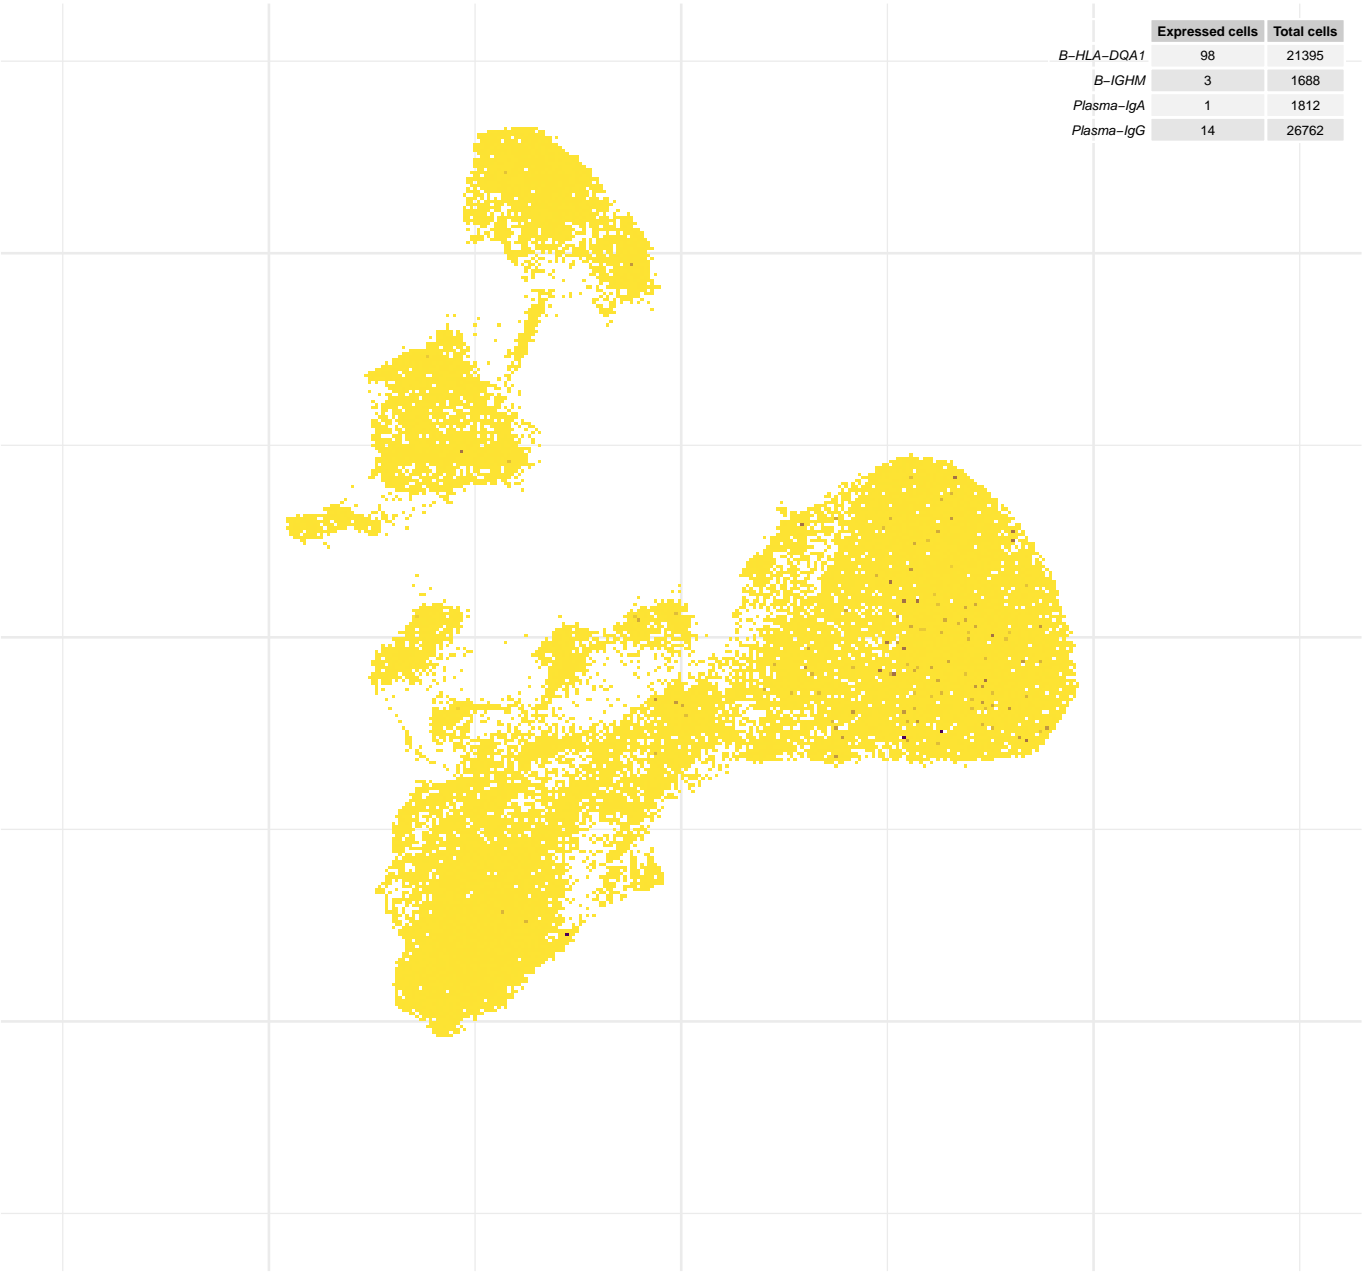 Expressed cells Total cells
B−HLA−DQA1 98 21395
B−IGHM 3 1688
Plasma−IgA 1 1812
Plasma−IgG 14 26762